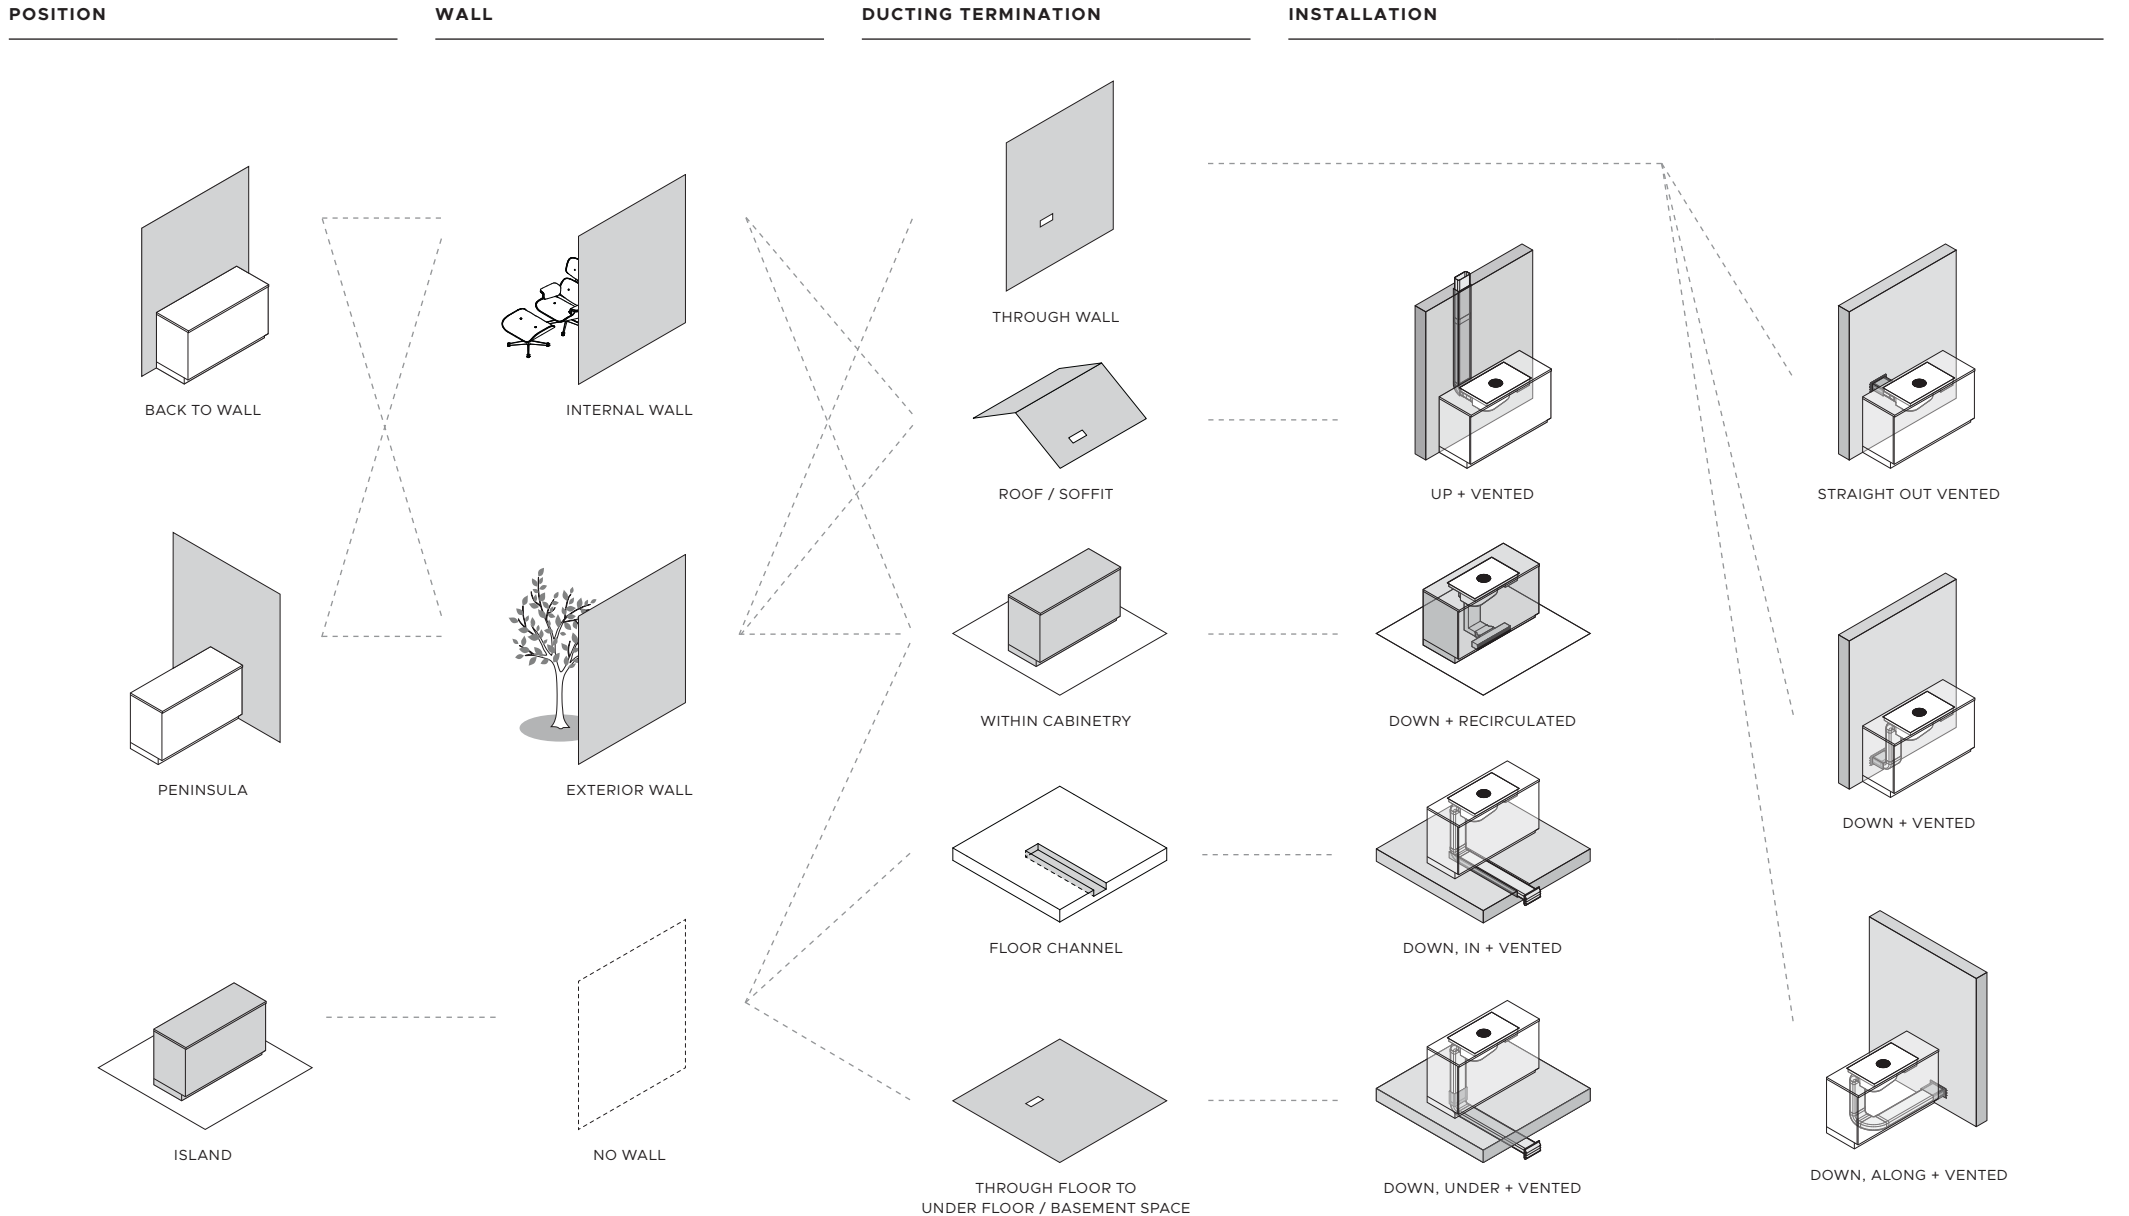 POSITION
WALL
DUCTING TERMINATION
INSTALLATION
BACK TO WALL
PENINSULA
ISLAND
INTERNAL WALL
EXTERIOR WALL
NO WALL
THROUGH WALL
ROOF / SOFFIT
WITHIN CABINETRY
FLOOR CHANNEL
THROUGH FLOOR TO
UNDER FLOOR / BASEMENT SPACE
UP + VENTED
DOWN + RECIRCULATED
DOWN, IN + VENTED
DOWN, UNDER + VENTED
STRAIGHT OUT VENTED
DOWN + VENTED
DOWN, ALONG + VENTED